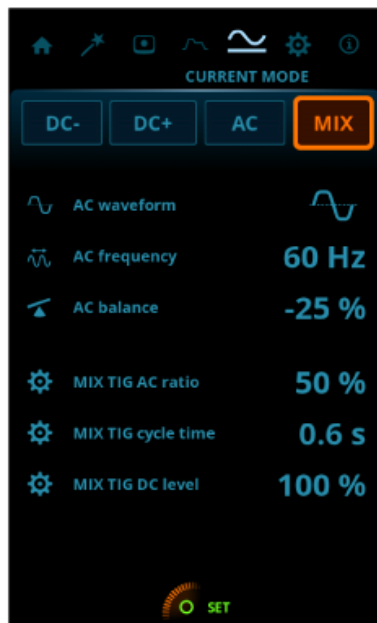 CURRENT MODE
DC- DC+ AC MIX
AC waveform
AC frequency 60 Hz
AC balance -25 %
MIX TIG AC ratio 50 %
MIX TIG cycle time 0.6 s
MIX TIG DC level 100 %
SET